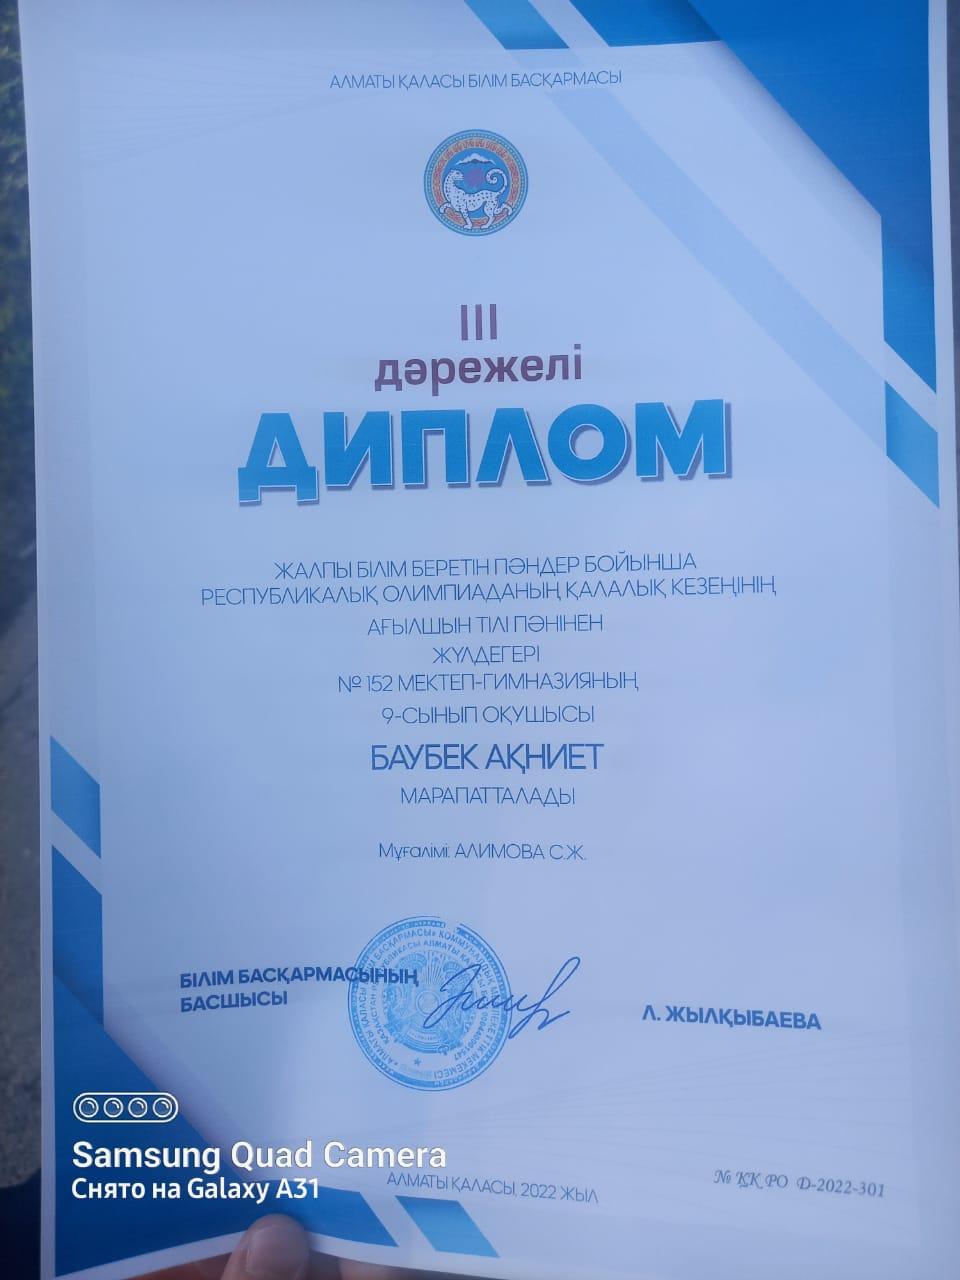 АЛМАТЫ ҚАЛАСЫ БІЛІМ БАСҚАРМАСЫ
III
дәрежелі
ДИПЛОМ
ЖАЛПЫ БІЛІМ БЕРЕТІН ПӘНДЕР БОЙЫНША
РЕСПУБЛИКАЛЫҚ ОЛИМПИАДАНЫҢ ҚАЛАЛЫҚ КЕЗЕҢІНІҢ
АҒЫЛШЫН ТІЛІ ПӘНІНЕН
ЖҮЛДЕГЕРІ
№ 152 МЕКТЕП-ГИМНАЗИЯНЫҢ
9-СЫНЫП ОҚУШЫСЫ
БАУБЕК АҚНИЕТ
МАРАПАТТАЛАДЫ
Мұғалімі: АЛИМОВА С.Ж.
БІЛІМ БАСҚАРМАСЫНЫҢ
БАСШЫСЫ
Л. ЖЫЛҚЫБАЕВА
Samsung Quad Camera
Снято на Galaxy A31
АЛМАТЫ ҚАЛАСЫ, 2022 ЖЫЛ
№ ҚҚ РО D-2022-301